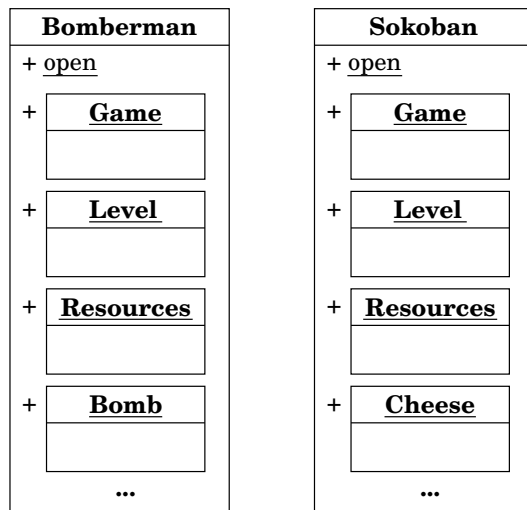 Bomberman
+ open
+ Game
+ Level
+ Resources
+ Bomb
...
Sokoban
+ open
+ Game
+ Level
+ Resources
+ Cheese
...